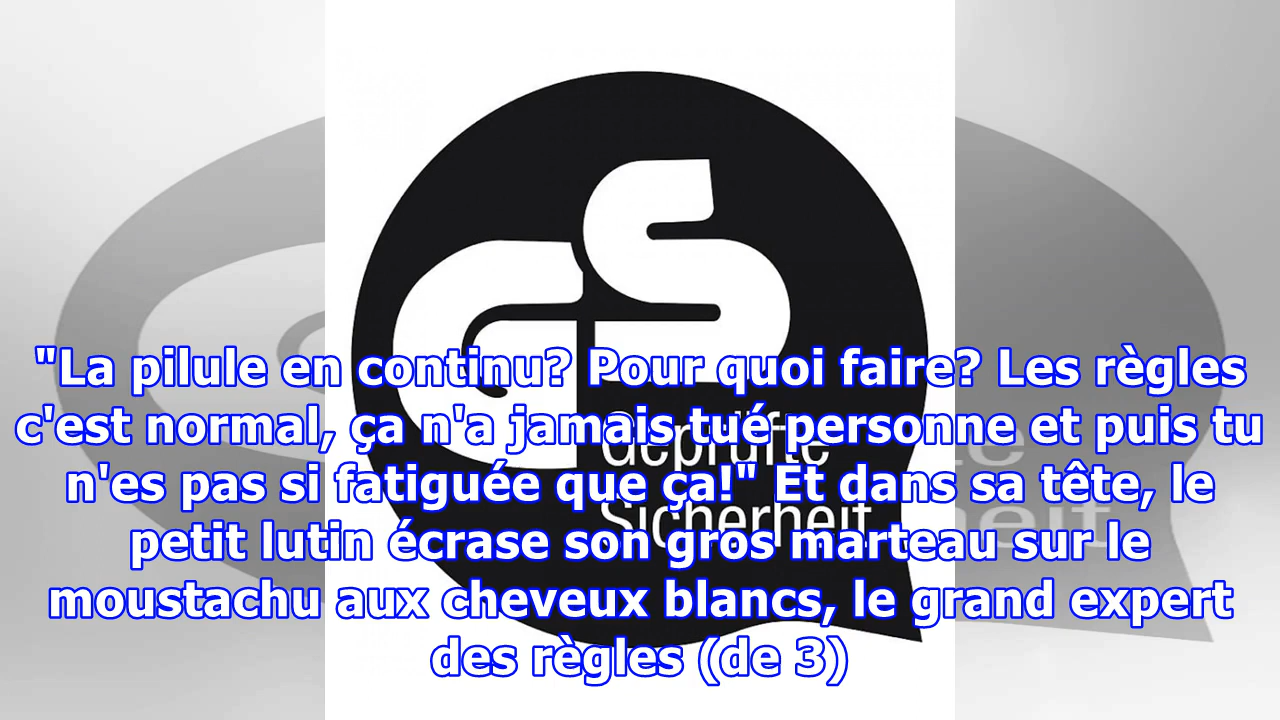 GS
"La pilule en continu? Pour quoi faire? Les règles
c'est normal, ça n'a jamais tué personne et puis tu
geprüfte
n'es pas si fatiguée que ça!" Et dans sa tête, le
Sicherheit
petit lutin écrase son gros marteau sur le
moustachu aux cheveux blancs, le grand expert
des règles (de 3)